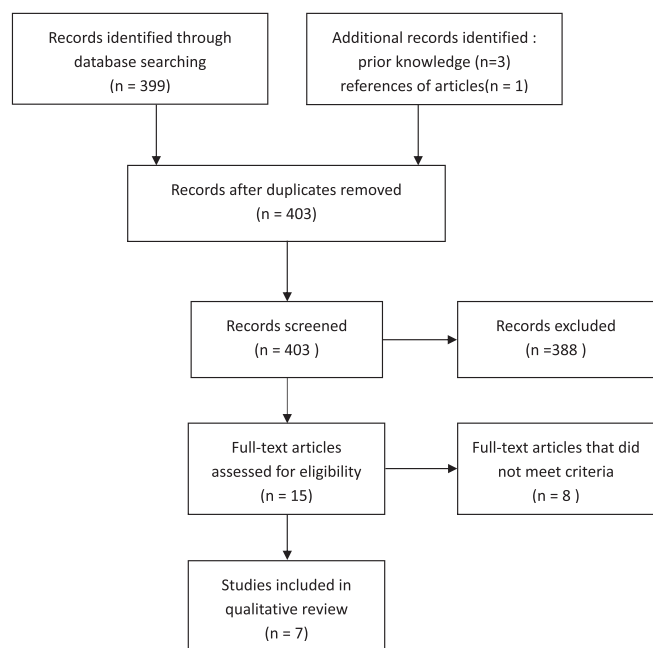 Records identified through
database searching
(n = 399)
Additional records identified :
prior knowledge (n=3)
references of articles(n = 1)
Records after duplicates removed
(n = 403)
Records screened
(n = 403 )
Records excluded
(n =388 )
Full-text articles
assessed for eligibility
(n = 15)
Full-text articles that did
not meet criteria
(n = 8 )
Studies included in
qualitative review
(n = 7)